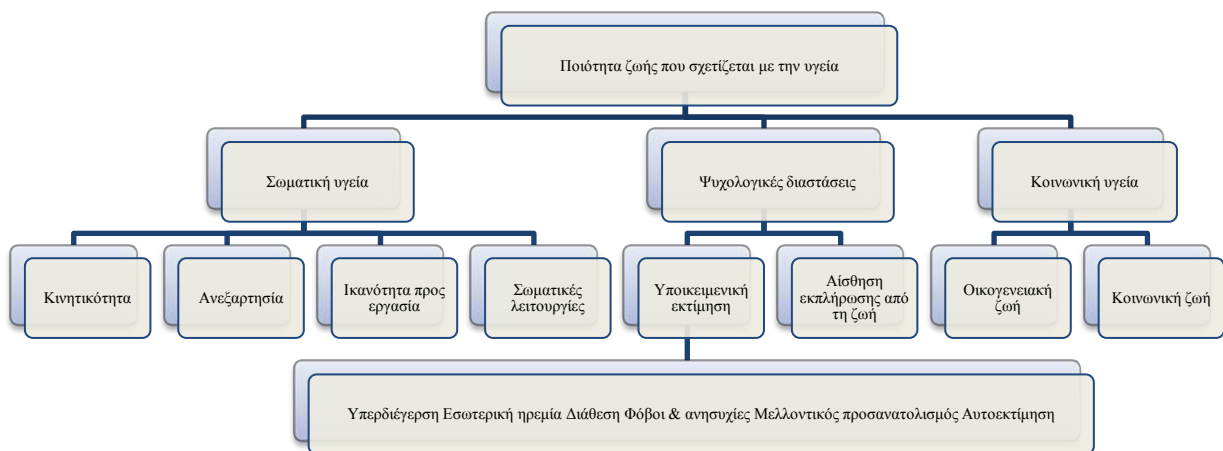 Ποιότητα ζωής που σχετίζεται με την υγεία
Σωματική υγεία
Ψυχολογικές διαστάσεις
Κοινωνική υγεία
Κινητικότητα
Ανεξαρτησία
Ικανότητα προς
εργασία
Σωματικές
λειτουργίες
Υποκειμενική
εκτίμηση
Αίσθηση
εκπλήρωσης από
τη ζωή
Οικογενειακή
ζωή
Κοινωνική ζωή
Υπερδιέγερση Εσωτερική ηρεμία Διάθεση Φόβοι & ανησυχίες Μελλοντικός προσανατολισμός Αυτοεκτίμηση